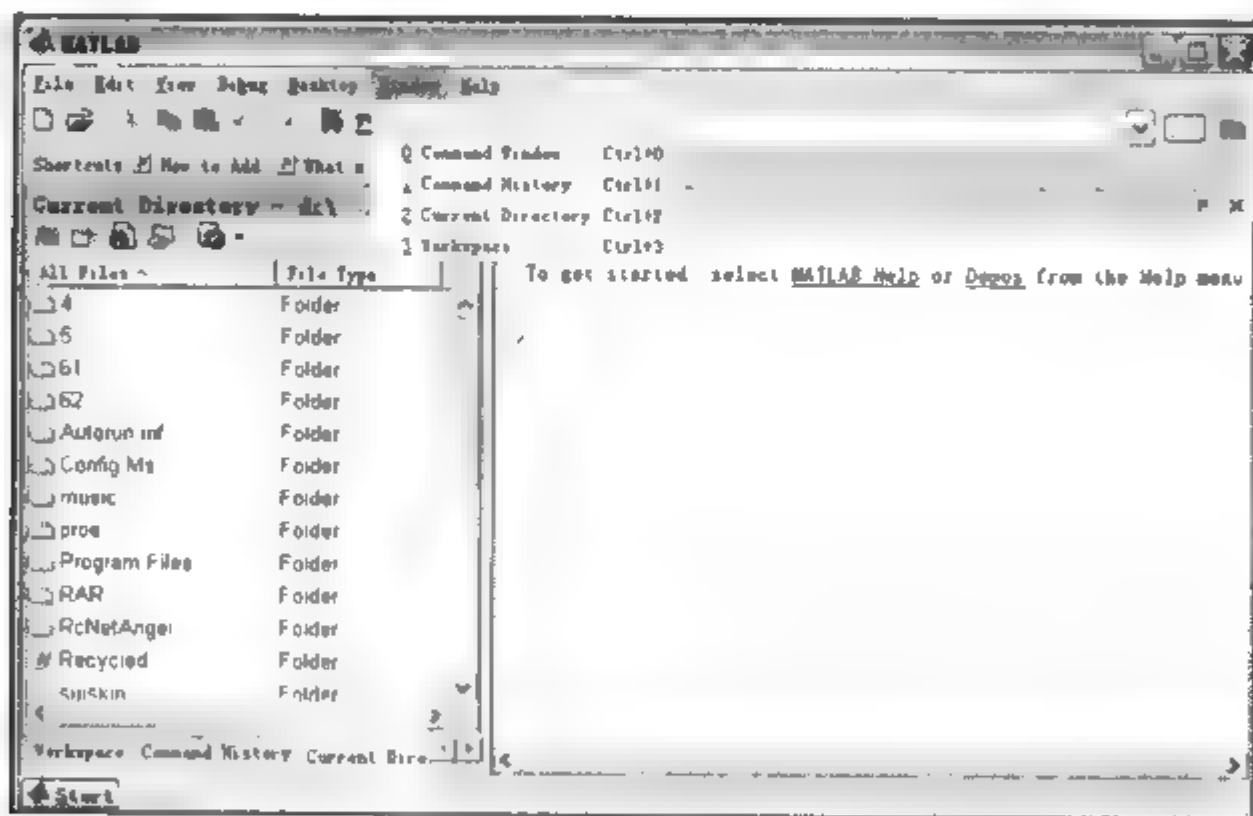 MATLAB
File Edit View Debug Desktop Window Help
Shortcuts How to Add What
0 Command Window Ctrl+0
Command History Ctrl+1
2 Current Directory Ctrl+2
3 Workspace Ctrl+3
Current Directory - d:\
All Files File Type
To get started select MATLAB Help or Demos from the Help menu
4 Folder
5 Folder
61 Folder
62 Folder
Autorun inf Folder
Config Ms Folder
music Folder
prog Folder
Program Files Folder
RAR Folder
RcNetAngel Folder
Recycled Folder
Folder
Workspace Command History Current Dire
Start